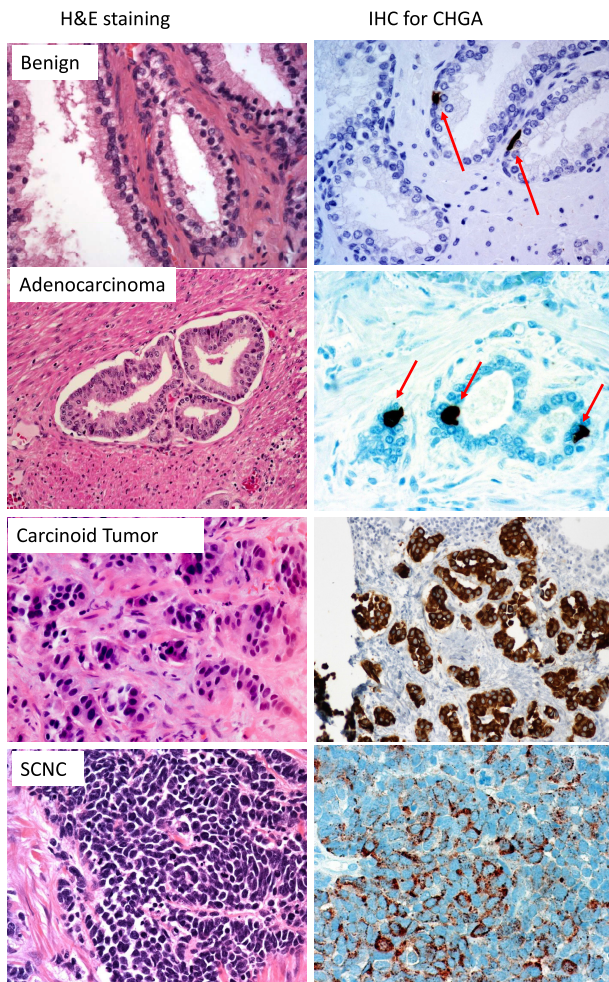 H&E staining
IHC for CHGA
Benign
Adenocarcinoma
Carcinoid Tumor
SCNC